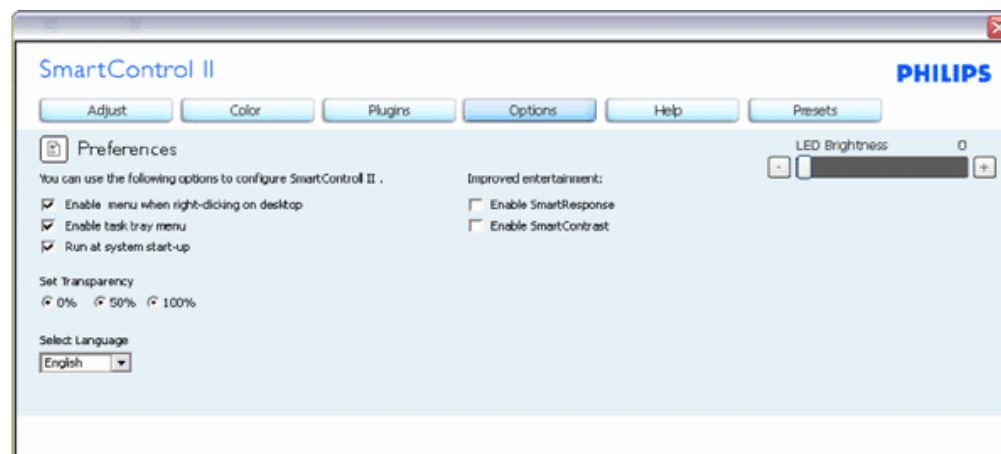 SmartControl II
PHILIPS
Adjust
Color
Plugins
Options
Help
Presets
Preferences
LED Brightness 0
You can use the following options to configure SmartControl II .
Improved entertainment:
Enable menu when right-clicking on desktop
Enable SmartResponse
Enable task tray menu
Enable SmartContrast
Run at system start-up
Set Transparency
0% 50% 100%
Select Language
English